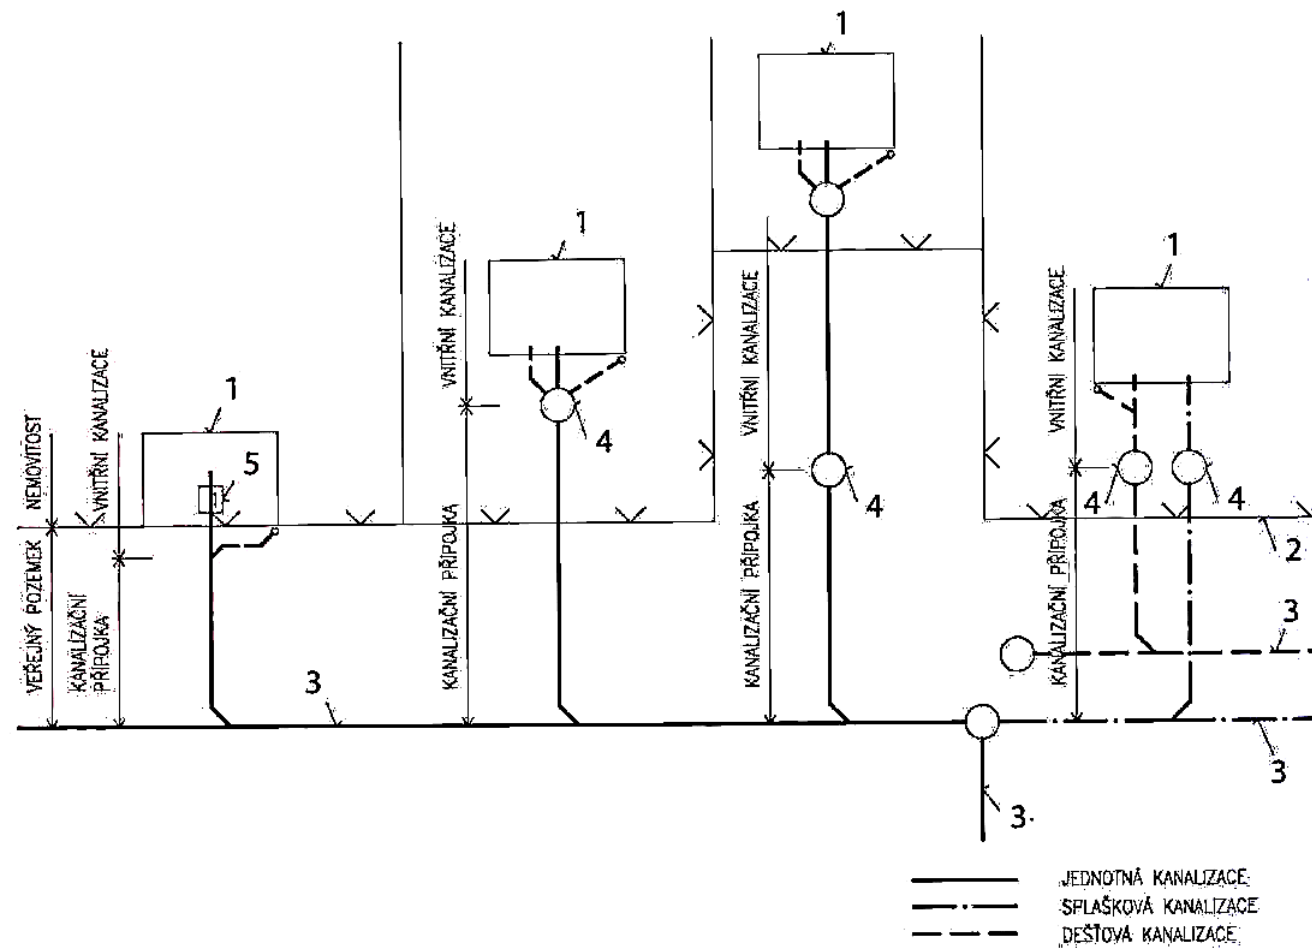 1
1
1
1
VNITŘNÍ KANALIZACE
VNITŘNÍ KANALIZACE
VNITŘNÍ KANALIZACE
VNITŘNÍ KANALIZACE
NEMOVITOST
1
5
4
4
4
4
2
VEŘEJNÝ POZEMEK
KANALIZAČNÍ
PŘÍPOJKA
KANALIZAČNÍ PŘÍPOJKA
KANALIZAČNÍ PŘÍPOJKA
KANALIZAČNÍ PŘÍPOJKA
3
3
3
3.
JEDNOTNÁ KANALIZACE
SPLAŠKOVÁ KANALIZACE
DEŠŤOVÁ KANALIZACE